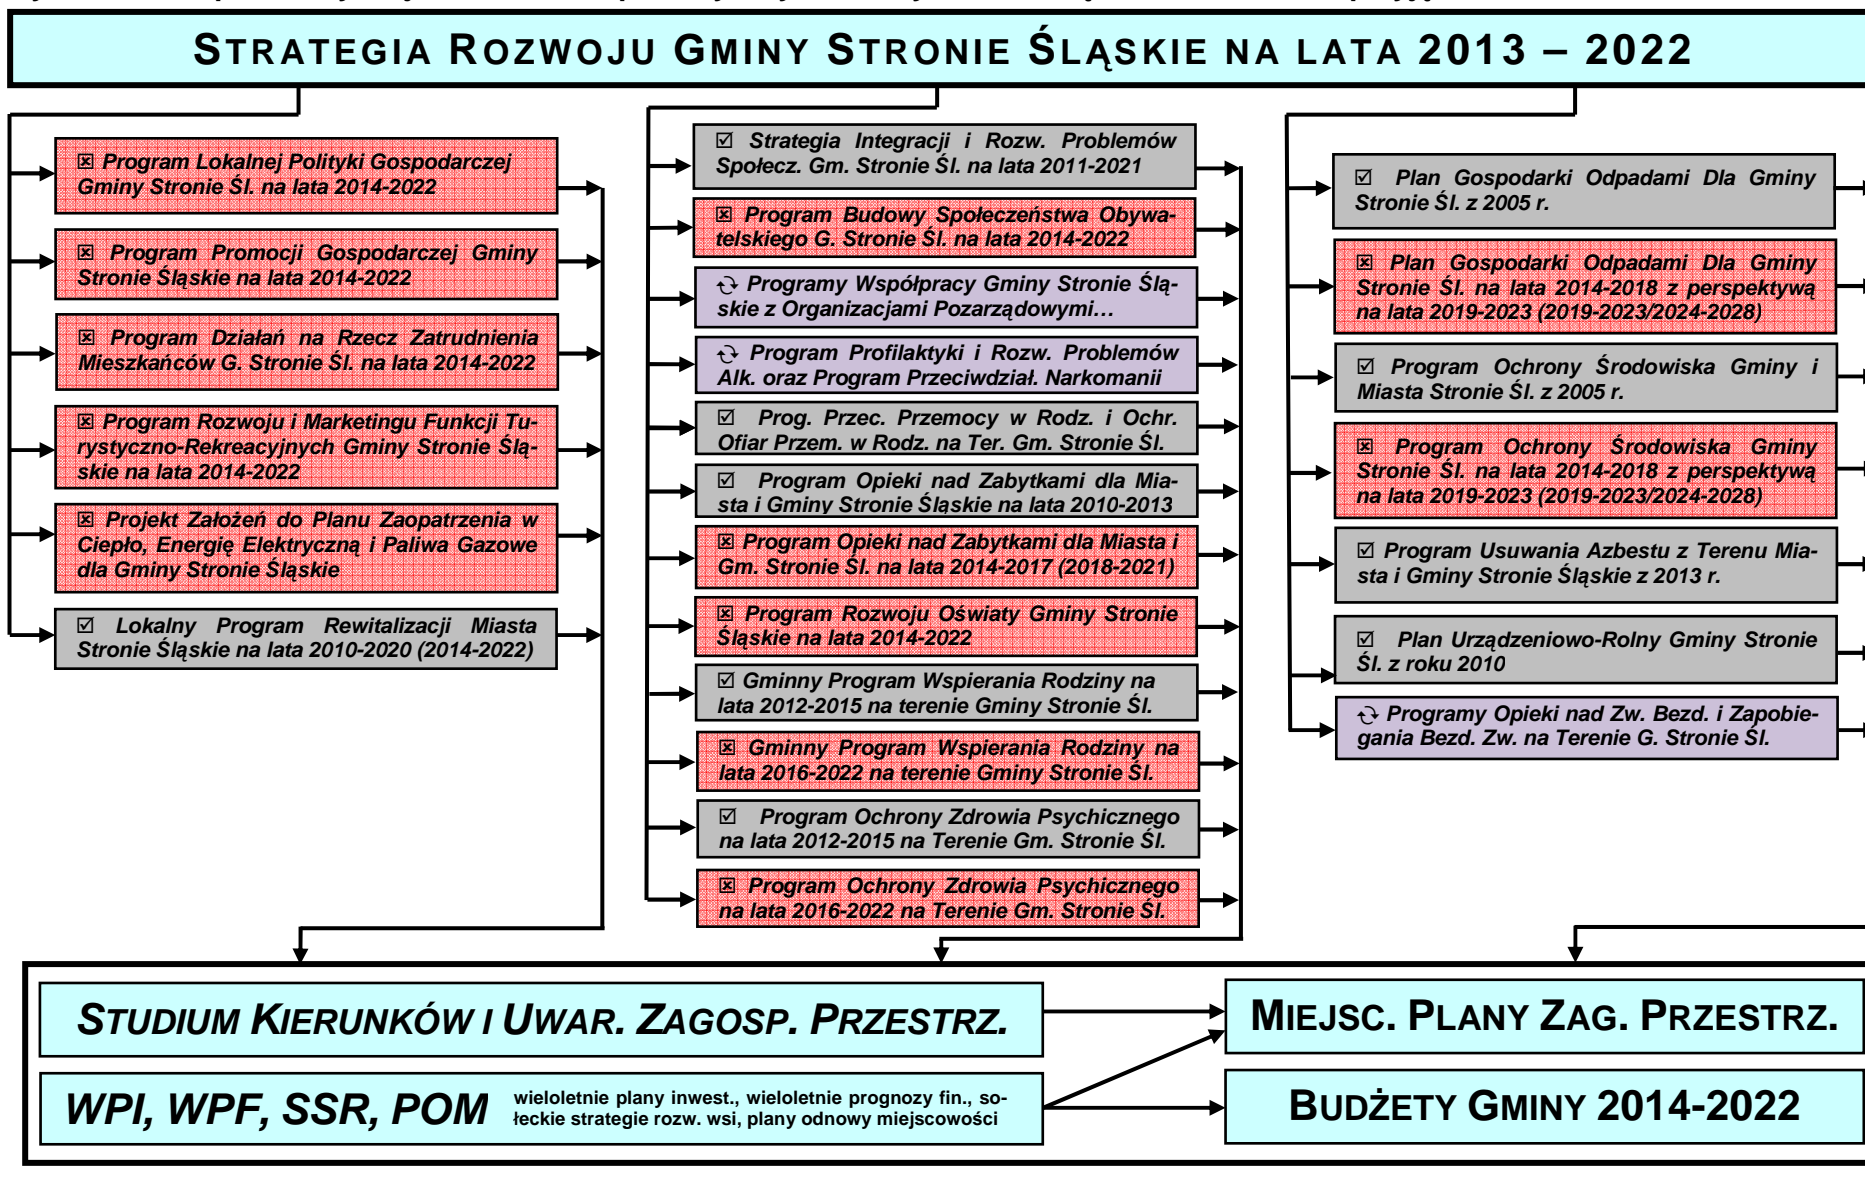 STRATEGIA ROZWOJU GMINY STRONIE ŚLĄSKIE NA LATA 2013 – 2022
☒ Program Lokalnej Polityki Gospodarczej
Gminy Stronie Śl. na lata 2014-2022
☒ Program Promocji Gospodarczej Gminy
Stronie Śląskie na lata 2014-2022
☒ Program Działań na Rzecz Zatrudnienia
Mieszkańców G. Stronie Śl. na lata 2014-2022
☒ Program Rozwoju i Marketingu Funkcji Tu-
rystyczno-Rekreacyjnych Gminy Stronie Ślą-
skie na lata 2014-2022
☒ Projekt Założeń do Planu Zaopatrzenia w
Ciepło, Energię Elektryczną i Paliwa Gazowe
dla Gminy Stronie Śląskie
☑ Lokalny Program Rewitalizacji Miasta
Stronie Śląskie na lata 2010-2020 (2014-2022)
☑ Strategia Integracji i Rozw. Problemów
Społecz. Gm. Stronie Śl. na lata 2011-2021
☒ Program Budowy Społeczeństwa Obywa-
telskiego G. Stronie Śl. na lata 2014-2022
Programy Współpracy Gminy Stronie Ślą-
skie z Organizacjami Pozarządowymi…
Program Profilaktyki i Rozw. Problemów
Alk. oraz Program Przeciwdział. Narkomanii
☑ Prog. Przec. Przemocy w Rodz. i Ochr.
Ofiar Przem. w Rodz. na Ter. Gm. Stronie Śl.
☑ Program Opieki nad Zabytkami dla Mia-
sta i Gminy Stronie Śląskie na lata 2010-2013
☒ Program Opieki nad Zabytkami dla Miasta i
Gm. Stronie Śl. na lata 2014-2017 (2018-2021)
☒ Program Rozwoju Oświaty Gminy Stronie
Śląskie na lata 2014-2022
☑ Gminny Program Wspierania Rodziny na
lata 2012-2015 na terenie Gminy Stronie Śl.
☒ Gminny Program Wspierania Rodziny na
lata 2016-2022 na terenie Gminy Stronie Śl.
☑ Program Ochrony Zdrowia Psychicznego
na lata 2012-2015 na Terenie Gm. Stronie Śl.
☒ Program Ochrony Zdrowia Psychicznego
na lata 2016-2022 na Terenie Gm. Stronie Śl.
☑ Plan Gospodarki Odpadami Dla Gminy
Stronie Śl. z 2005 r.
☒ Plan Gospodarki Odpadami Dla Gminy
Stronie Śl. na lata 2014-2018 z perspektywą
na lata 2019-2023 (2019-2023/2024-2028)
☑ Program Ochrony Środowiska Gminy i
Miasta Stronie Śl. z 2005 r.
☒ Program Ochrony Środowiska Gminy
Stronie Śl. na lata 2014-2018 z perspektywą
na lata 2019-2023 (2019-2023/2024-2028)
☑ Program Usuwania Azbestu z Terenu Mia-
sta i Gminy Stronie Śląskie z 2013 r.
☑ Plan Urządzeniowo-Rolny Gminy Stronie
Śl. z roku 2010
Programy Opieki nad Zw. Bezd. i Zapobie-
gania Bezd. Zw. na Terenie G. Stronie Śl.
STUDIUM KIERUNKÓW I UWAR. ZAGOSP. PRZESTRZ.
MIEJSC. PLANY ZAG. PRZESTRZ.
WPI, WPF, SSR, POM
wieloletnie plany inwest., wieloletnie prognozy fin., so-
łeckie strategie rozw. wsi, plany odnowy miejscowości
BUDŻETY GMINY 2014-2022